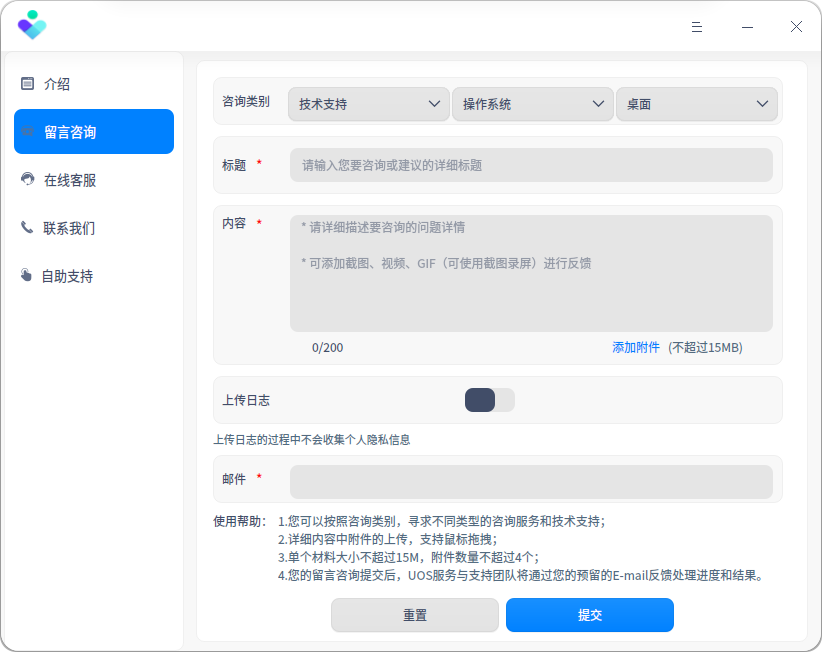 介绍
留言咨询
在线客服
联系我们
自助支持
咨询类别 技术支持 操作系统 桌面
标题 * 请输入您要咨询或建议的详细标题
内容 * * 请详细描述要咨询的问题详情
* 可添加截图、视频、GIF（可使用截图录屏）进行反馈
0/200 添加附件 (不超过15MB)
上传日志
上传日志的过程中不会收集个人隐私信息
邮件 *
使用帮助： 1.您可以按照咨询类别，寻求不同类型的咨询服务和技术支持；
2.详细内容中附件的上传，支持鼠标拖拽；
3.单个材料大小不超过15M，附件数量不超过4个；
4.您的留言咨询提交后，UOS服务与支持团队将通过您的预留的E-mail反馈处理进度和结果。
重置 提交